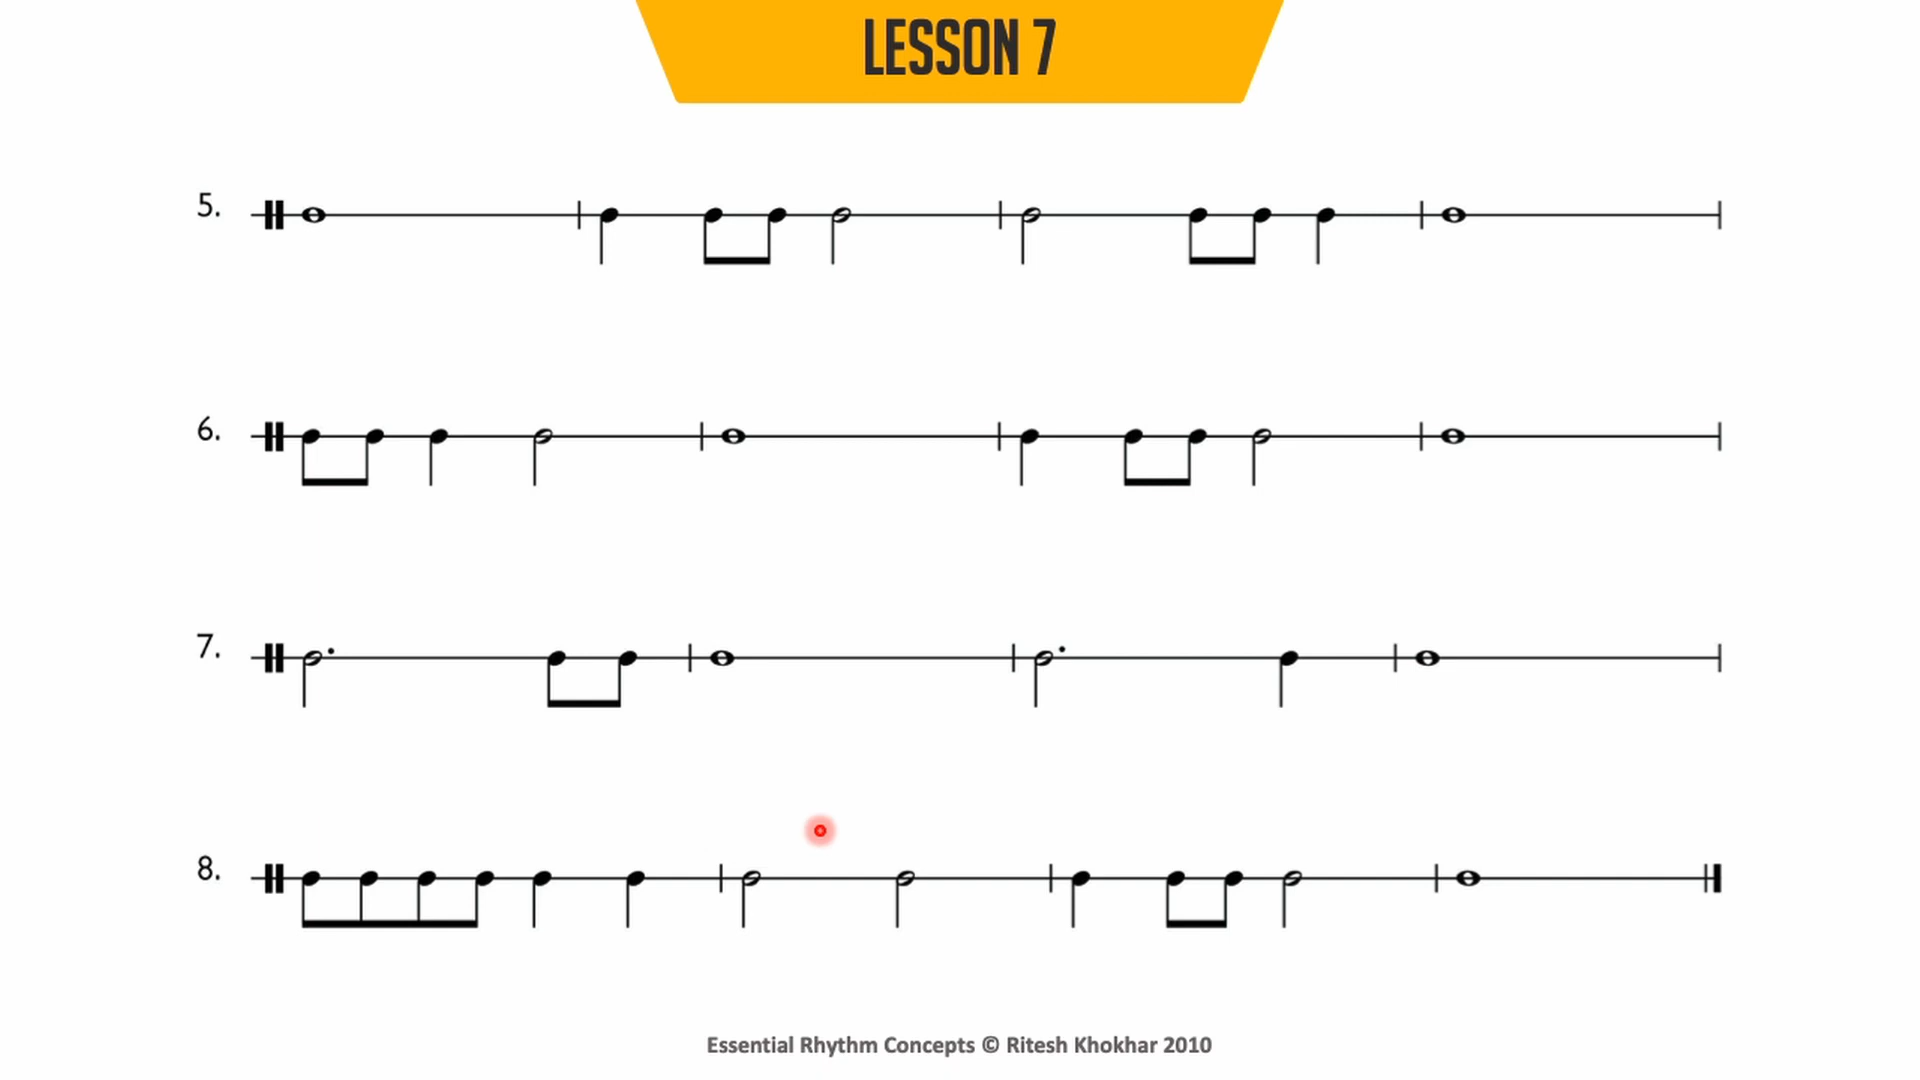 LESSON 7
5.
6.
7.
8.
Essential Rhythm Concepts © Ritesh Khokhar 2010